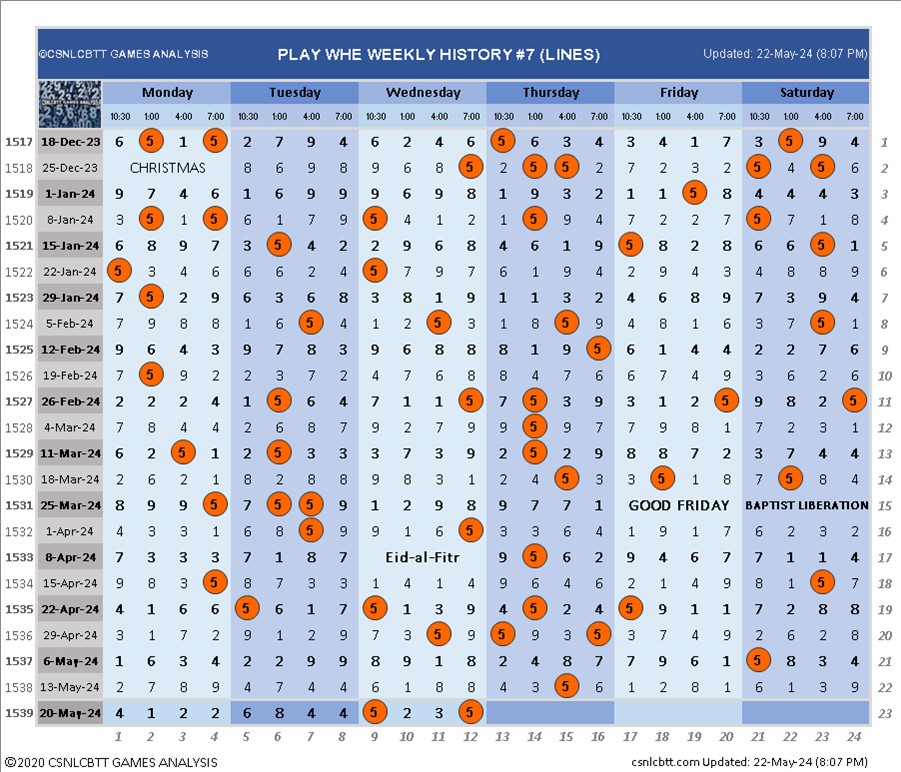 ©CSNLCBTT GAMES ANALYSIS PLAY WHE WEEKLY HISTORY #7 (LINES) Updated: 22-May-24 (8:07 PM)
Monday Tuesday Wednesday Thursday Friday Saturday
10:30 1:00 4:00 7:00 10:30 1:00 4:00 7:00 10:30 1:00 4:00 7:00 10:30 1:00 4:00 7:00 10:30 1:00 4:00 7:00 10:30 1:00 4:00 7:00
1517 18-Dec-23 6 5 1 5 2 7 9 4 6 2 4 6 5 6 3 4 3 4 1 7 3 5 9 4 1
1518 25-Dec-23 CHRISTMAS 8 6 9 8 9 6 8 5 2 5 5 2 7 2 3 2 5 4 5 6 2
1519 1-Jan-24 9 7 4 6 1 6 9 9 9 6 9 8 1 9 3 2 1 1 5 8 4 4 4 3 3
1520 8-Jan-24 3 5 4 5 6 1 7 9 5 4 1 2 1 5 9 4 7 2 2 7 5 7 1 8 4
1521 15-Jan-24 6 8 9 7 3 5 4 2 2 9 6 8 4 6 1 9 5 8 2 8 6 6 5 1 5
1522 22-Jan-24 5 3 4 6 6 6 2 4 5 7 9 7 6 1 9 4 2 9 4 3 4 8 8 9 6
1523 29-Jan-24 7 5 2 9 6 3 6 8 3 8 1 9 1 1 3 2 4 6 8 9 7 3 9 4 7
1524 5-Feb-24 7 9 8 8 1 6 5 4 1 2 5 3 1 8 5 9 4 8 1 6 3 7 5 1 8
1525 12-Feb-24 9 6 4 3 9 7 8 3 9 6 8 8 8 1 9 5 6 1 4 4 2 2 7 6 9
1526 19-Feb-24 7 5 9 2 2 3 7 2 4 7 6 8 8 4 7 6 6 7 4 9 3 6 2 6 10
1527 26-Feb-24 2 2 2 4 1 5 6 4 7 1 1 5 7 5 3 9 3 1 2 5 9 8 2 5 11
1528 4-Mar-24 7 8 4 4 2 6 8 7 9 2 7 9 9 5 1 9 7 9 8 1 7 2 3 1 12
1529 11-Mar-24 6 2 5 1 2 5 3 3 3 7 3 9 2 5 2 9 8 8 7 2 3 7 4 4 13
1530 18-Mar-24 2 6 2 1 8 2 8 8 9 8 3 1 2 4 5 4 3 5 1 8 7 5 8 4 14
1531 25-Mar-24 8 9 9 5 7 5 5 9 1 2 9 8 9 7 7 1 GOOD FRIDAY BAPTIST LIBERATION 15
1532 1-Apr-24 4 3 3 1 6 8 5 9 9 1 6 5 3 3 6 4 1 9 1 7 6 2 3 2 16
1533 8-Apr-24 7 3 3 3 7 1 8 7 Eid-al-Fitr 9 5 6 2 9 4 6 7 7 1 1 4 17
1534 15-Apr-24 9 8 3 5 8 7 3 3 1 4 1 4 9 6 4 6 2 1 4 9 8 1 5 7 18
1535 22-Apr-24 4 1 6 6 5 6 1 7 5 1 3 9 4 5 2 4 5 9 1 1 7 2 8 8 19
1536 29-Apr-24 3 1 7 2 9 1 2 9 7 3 5 9 5 9 3 5 3 7 4 9 2 6 2 8 20
1537 6-May-24 1 6 3 4 2 2 9 9 8 9 1 8 2 4 8 7 7 9 6 1 5 8 3 4 21
1538 13-May-24 2 7 8 9 4 7 4 4 6 1 8 8 4 3 5 6 1 2 8 1 6 1 3 9 22
1539 20-May-24 4 1 2 2 6 8 4 4 5 2 3 5 23
1 2 3 4 5 6 7 8 9 10 11 12 13 14 15 16 17 18 19 20 21 22 23 24
©2020 CSNLCBTT GAMES ANALYSIS csnlcbtt.com Updated: 22-May-24 (8:07 PM)